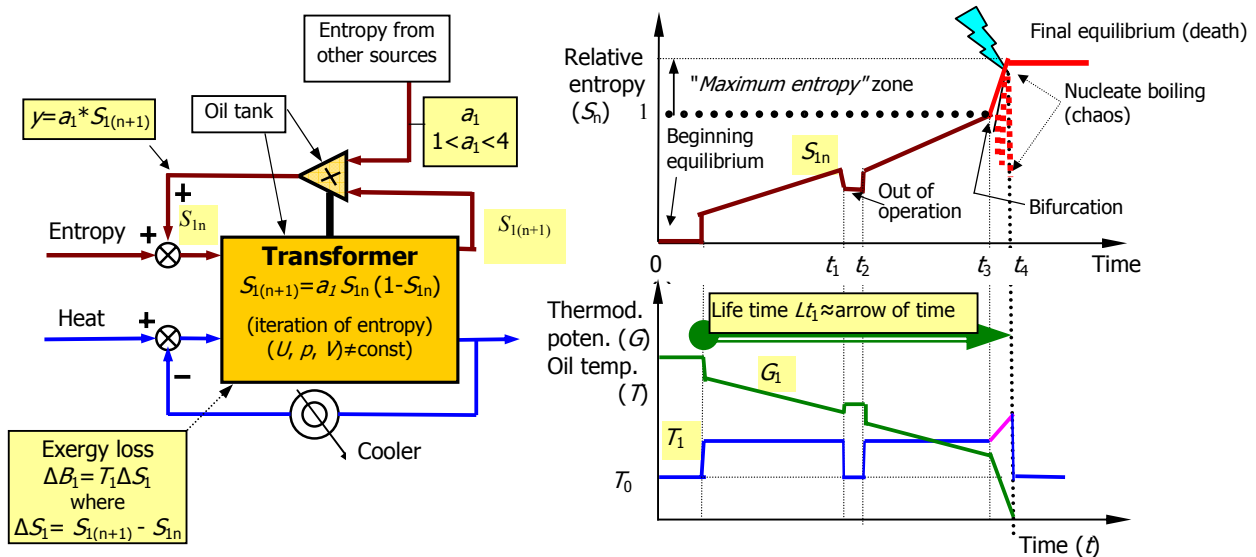 Entropy from
other sources
y=a₁* S₁₍ₙ₊₁₎
Oil tank
a₁
1<a₁<4
+
S₁ₙ
S₁₍ₙ₊₁₎
Entropy
+
Transformer
S₁₍ₙ₊₁₎=a₁ S₁ₙ (1-S₁ₙ)
(iteration of entropy)
(U, p, V)≠const)
Heat
+
−
Cooler
Exergy loss
ΔB₁=T₁ΔS₁
where
ΔS₁= S₁₍ₙ₊₁₎ - S₁ₙ
Relative
entropy
(Sₙ)
1
0
"Maximum entropy" zone
Final equilibrium (death)
Nucleate boiling
(chaos)
Beginning
equilibrium
S₁ₙ
Out of
operation
Bifurcation
t₁
t₂
t₃
t₄
Time
Thermod.
poten. (G)
Oil temp.
(T)
Life time Lt₁≈arrow of time
G₁
T₁
T₀
Time (t)